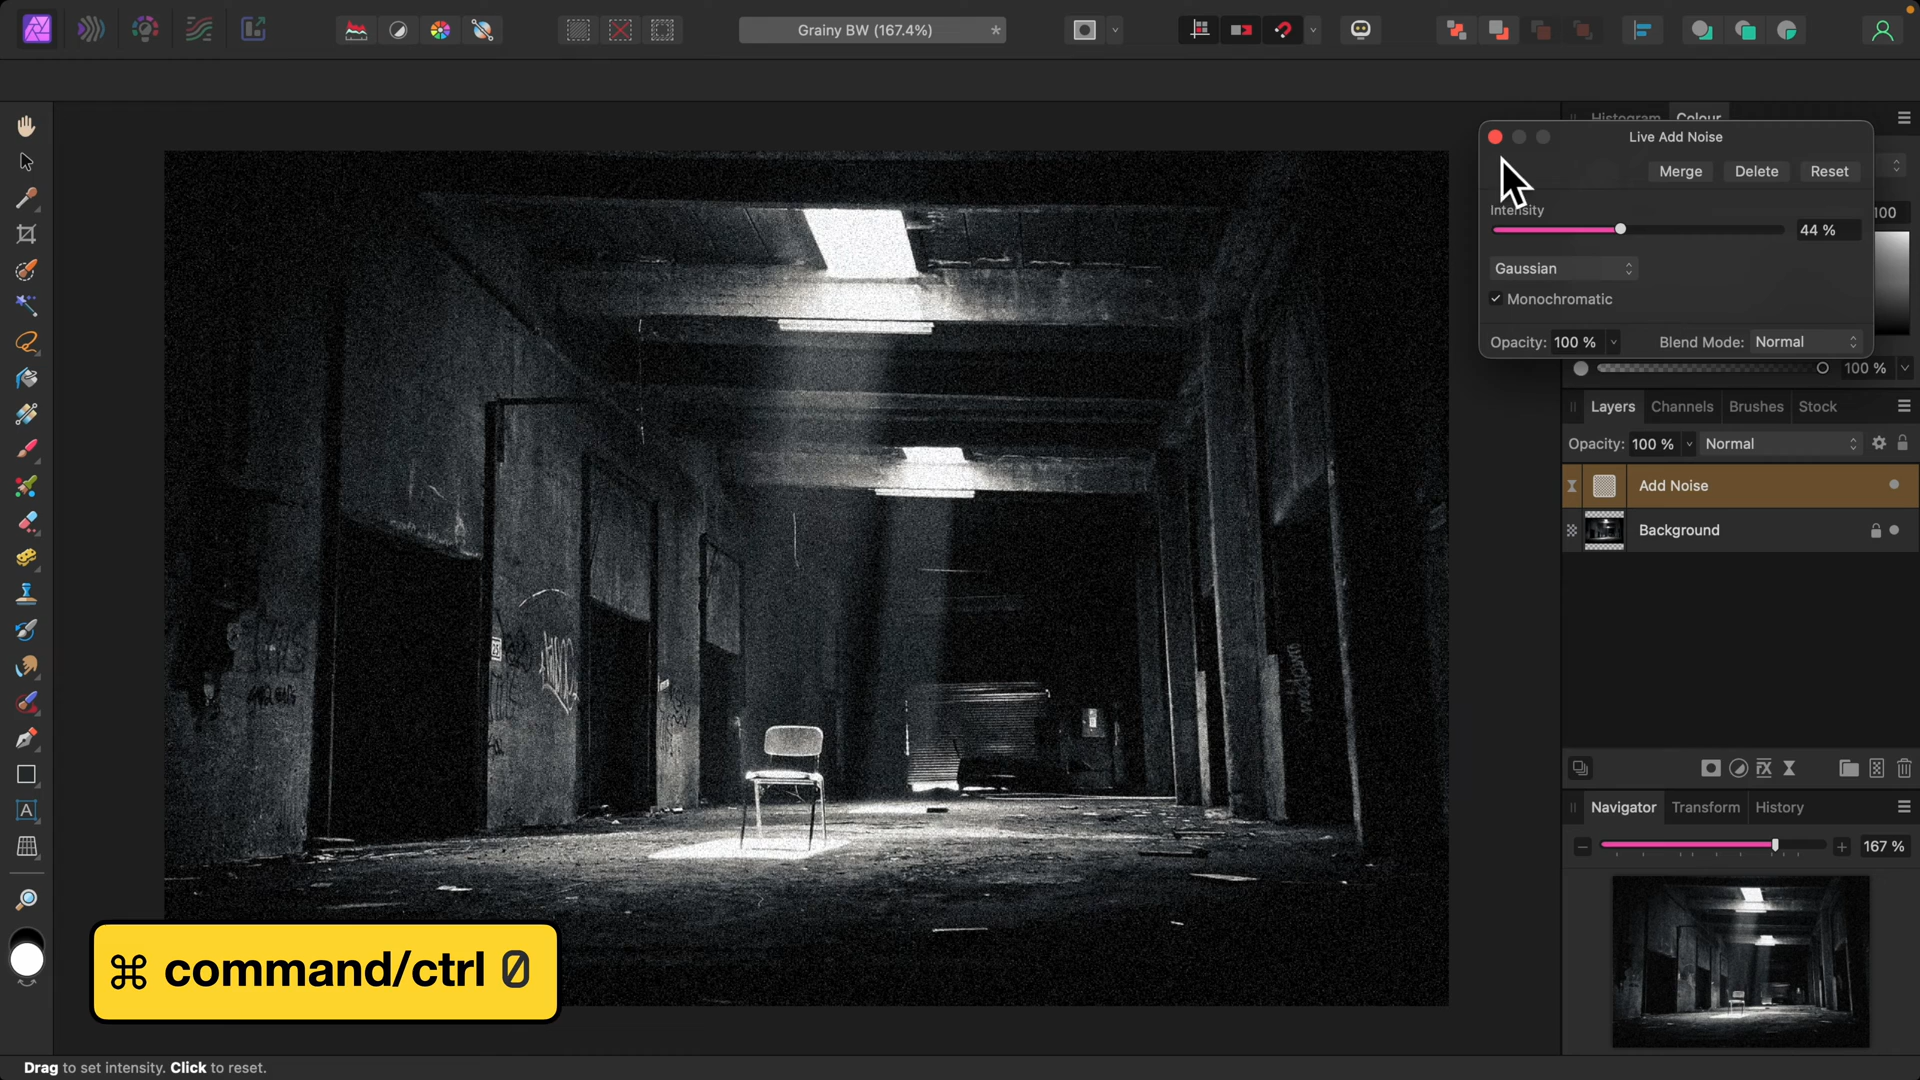 Grainy BW (167.4%)
*
Histogram
Colour
Live Add Noise
Merge
Delete
Reset
Intensity
44 %
100
Gaussian
Monochromatic
Opacity: 100 %
Blend Mode: Normal
100 %
Layers
Channels
Brushes
Stock
Opacity: 100 %
Normal
Add Noise
Background
Navigator
Transform
History
167 %
⌘ command/ctrl 0
Drag to set intensity. Click to reset.